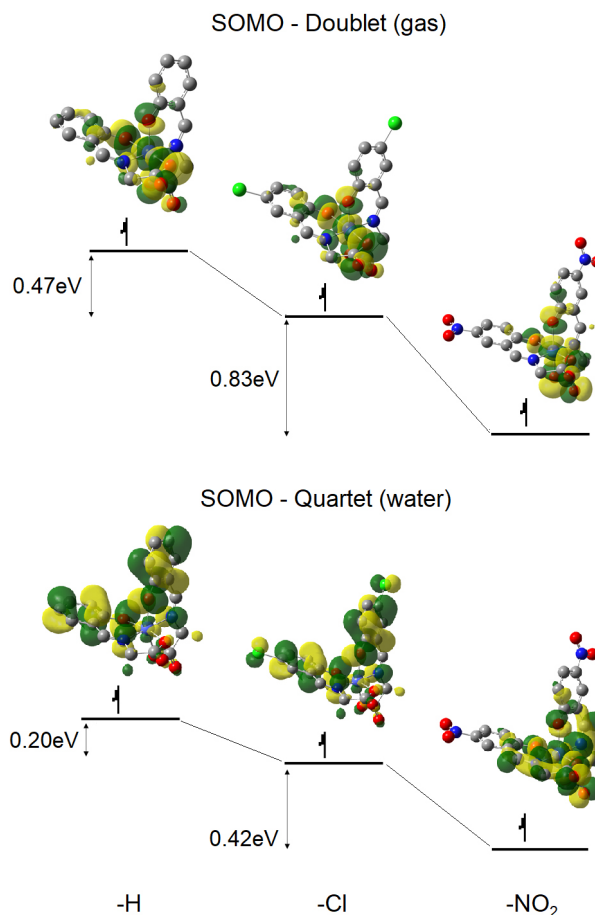 SOMO - Doublet (gas)
0.47eV
0.83eV
SOMO - Quartet (water)
0.20eV
0.42eV
-H -Cl -NO₂